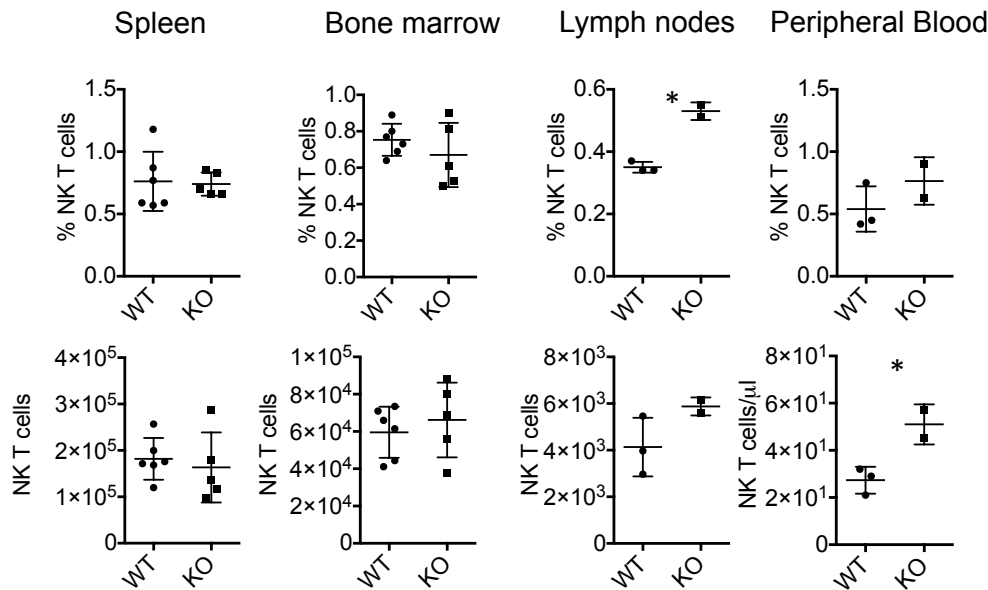 Spleen
Bone marrow
Lymph nodes
Peripheral Blood
% NK T cells
1.5
1.0
0.5
0.0
WT
KO
% NK T cells
1.0
0.8
0.6
0.4
0.2
0.0
WT
KO
% NK T cells
0.6
0.4
0.2
0.0
*
WT
KO
% NK T cells
1.5
1.0
0.5
0.0
WT
KO
NK T cells
4×10⁵
3×10⁵
2×10⁵
1×10⁵
0
WT
KO
NK T cells
1×10⁵
8×10⁴
6×10⁴
4×10⁴
2×10⁴
0
WT
KO
NK T cells
8×10³
6×10³
4×10³
2×10³
0
WT
KO
NK T cells/μl
8×10¹
6×10¹
4×10¹
2×10¹
0
*
WT
KO